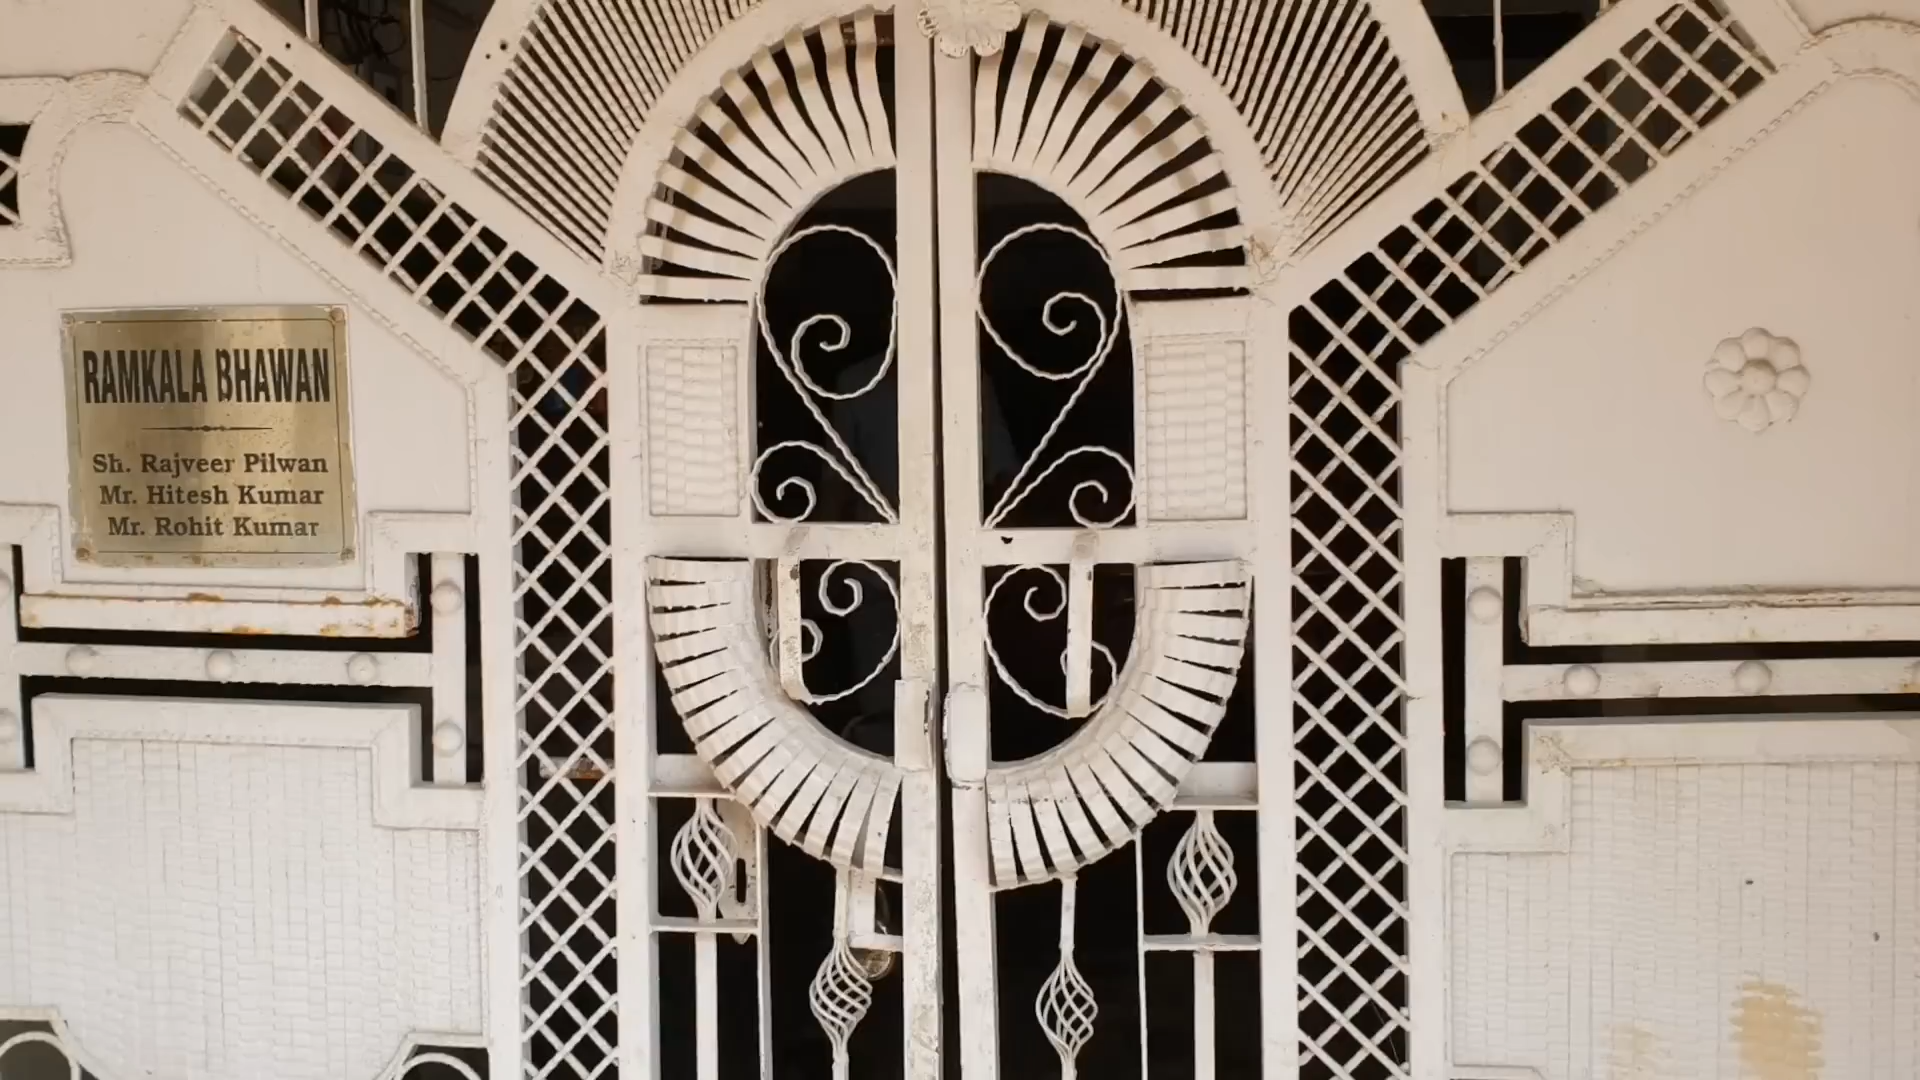 RAMKALA BHAWAN
Sh. Rajveer Pilwan
Mr. Hitesh Kumar
Mr. Rohit Kumar